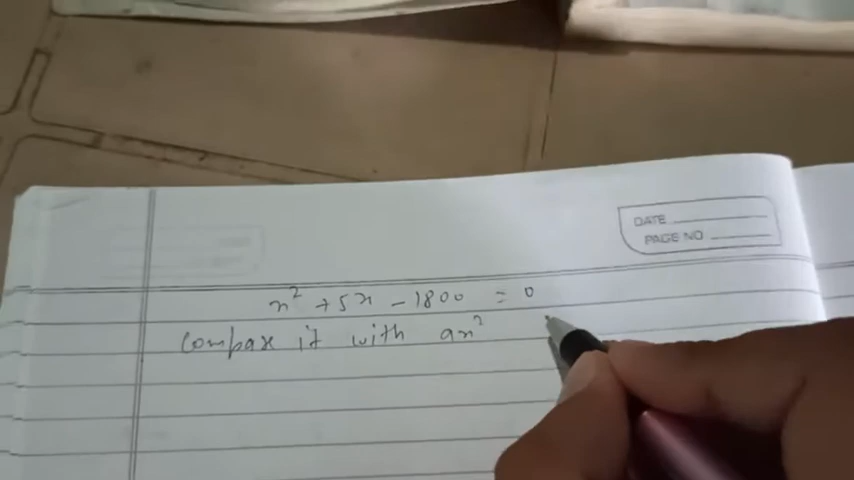 DATE
PAGE NO
x² + 5x - 1800 = 0
Compare it with ax²